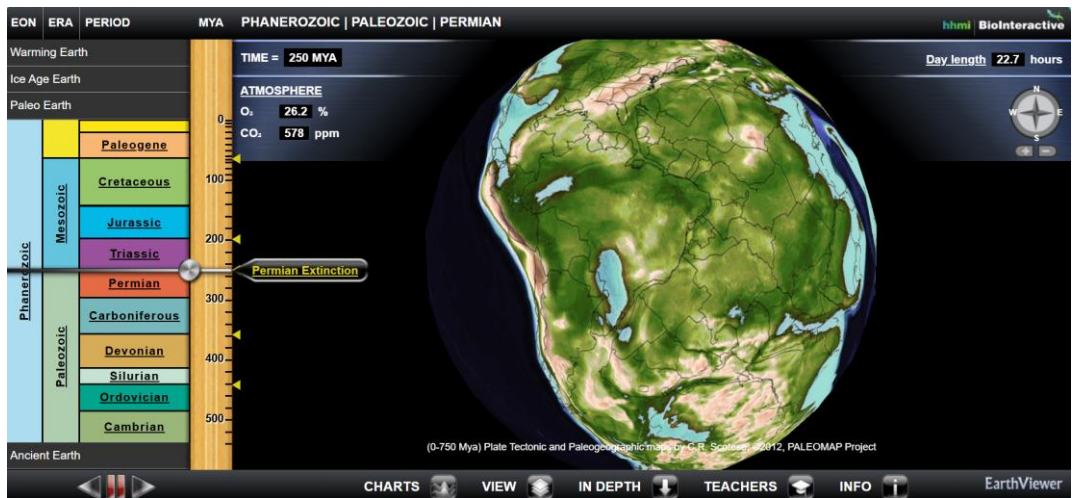 EON ERA PERIOD MYA PHANEROZOIC | PALEOZOIC | PERMIAN
hhmi BioInteractive
Warming Earth
Ice Age Earth
Paleo Earth
TIME = 250 MYA
Day length 22.7 hours
ATMOSPHERE
O₂ 26.2 %
CO₂ 578 ppm
N
W E
S
Phanerozoic
Mesozoic
Paleozoic
Paleogene
Cretaceous
Jurassic
Triassic
Permian
Carboniferous
Devonian
Silurian
Ordovician
Cambrian
0
100
200
300
400
500
Permian Extinction
(0-750 Mya) Plate Tectonic and Paleogeographic maps by C.R. Scotese, ©2012, PALEOMAP Project
Ancient Earth
CHARTS VIEW IN DEPTH TEACHERS INFO i EarthViewer